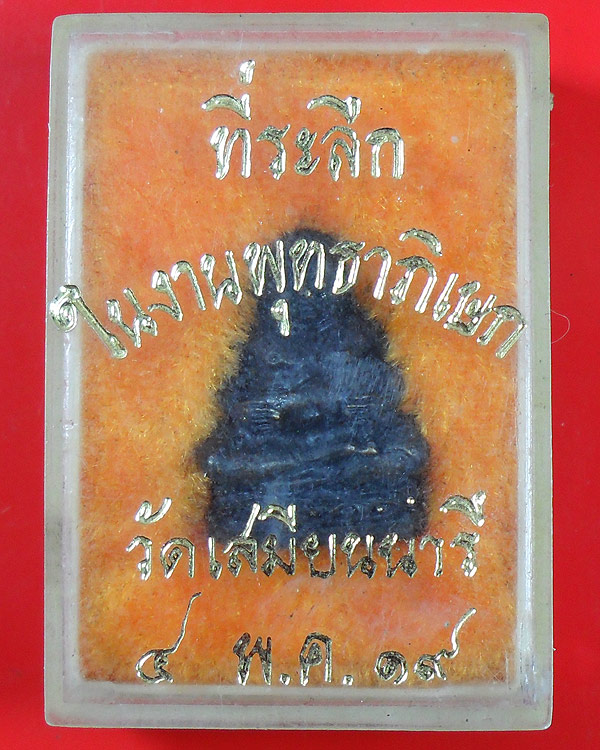 ที่ระลึก
ในงานพุทธาภิเษก
วัดเสมียนนารี
๔ พ.ค. ๑๙